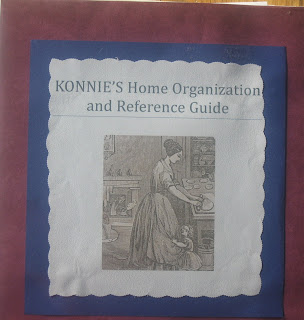 KONNIE'S Home Organization
and Reference Guide